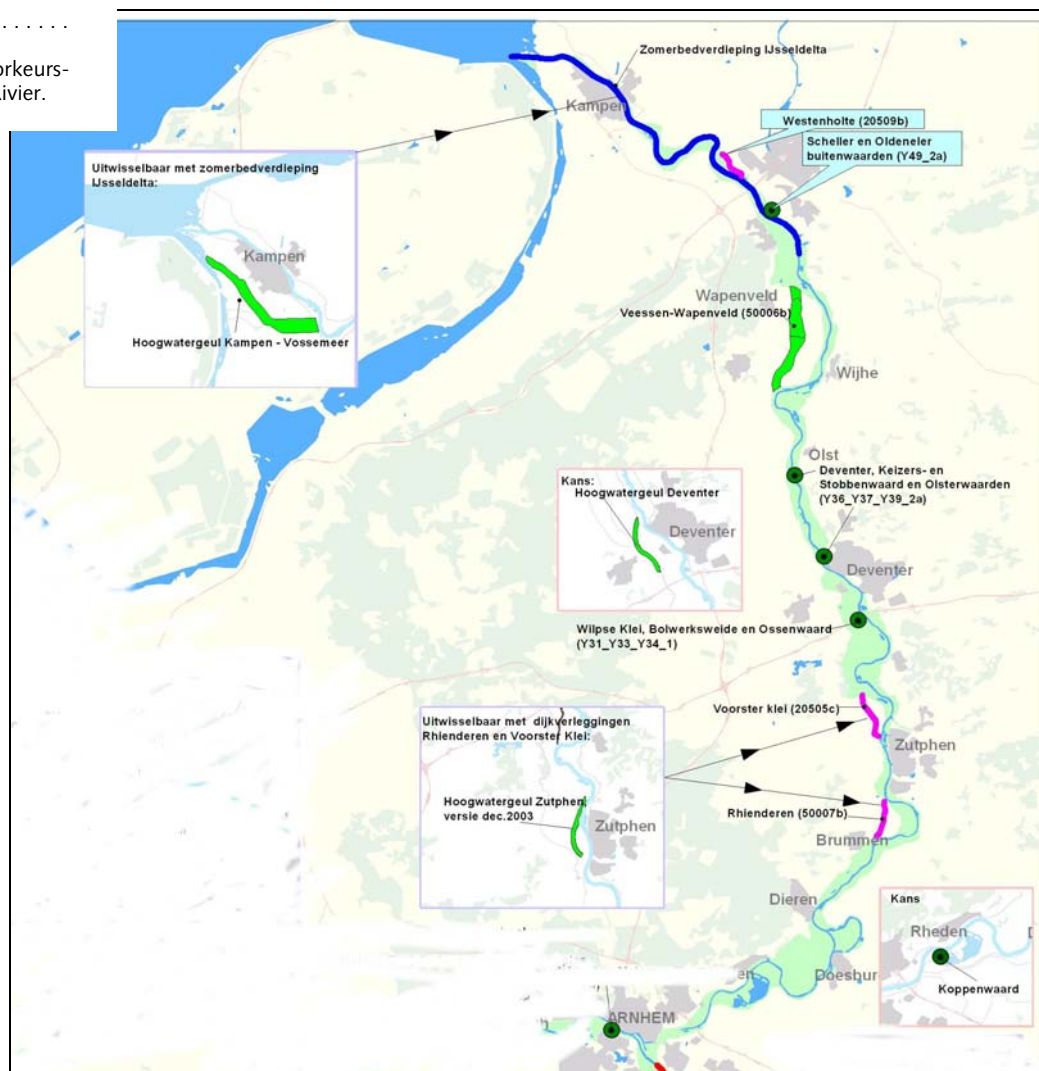 . . . . . .
Zomerbedverdieping IJsseldelta
Kampen
Westenholte (20509b)
Scheller en Oldeneler
buitenwaarden (Y49_2a)
Uitwisselbaar met zomerbedverdieping
IJsseldelta:
Kampen
Hoogwatergeul Kampen - Vossemeer
Wapenveld
Veessen-Wapenveld (50006b)
Wijhe
Olst
Deventer, Keizers- en
Stobbenwaard en Olsterwaarden
(Y36_Y37_Y39_2a)
Kans:
Hoogwatergeul Deventer
Deventer
Deventer
Wilpse Klei, Bolwerksweide en Ossenwaard
(Y31_Y33_Y34_1)
Voorster klei (20505c)
Uitwisselbaar met dijkverleggingen
Rhienderen en Voorster Klei:
Zutphen
Hoogwatergeul Zutphen,
versie dec.2003
Zutphen
Rhienderen (50007b)
Brummen
Dieren
Kans
Rheden
Koppenwaard
Doesbur
ARNHEM